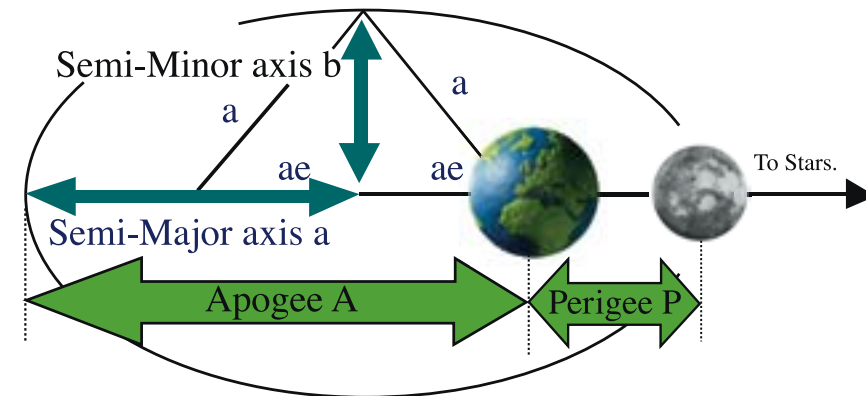 Semi-Minor axis b
a
a
ae
ae
To Stars.
Semi-Major axis a
Apogee A
Perigee P